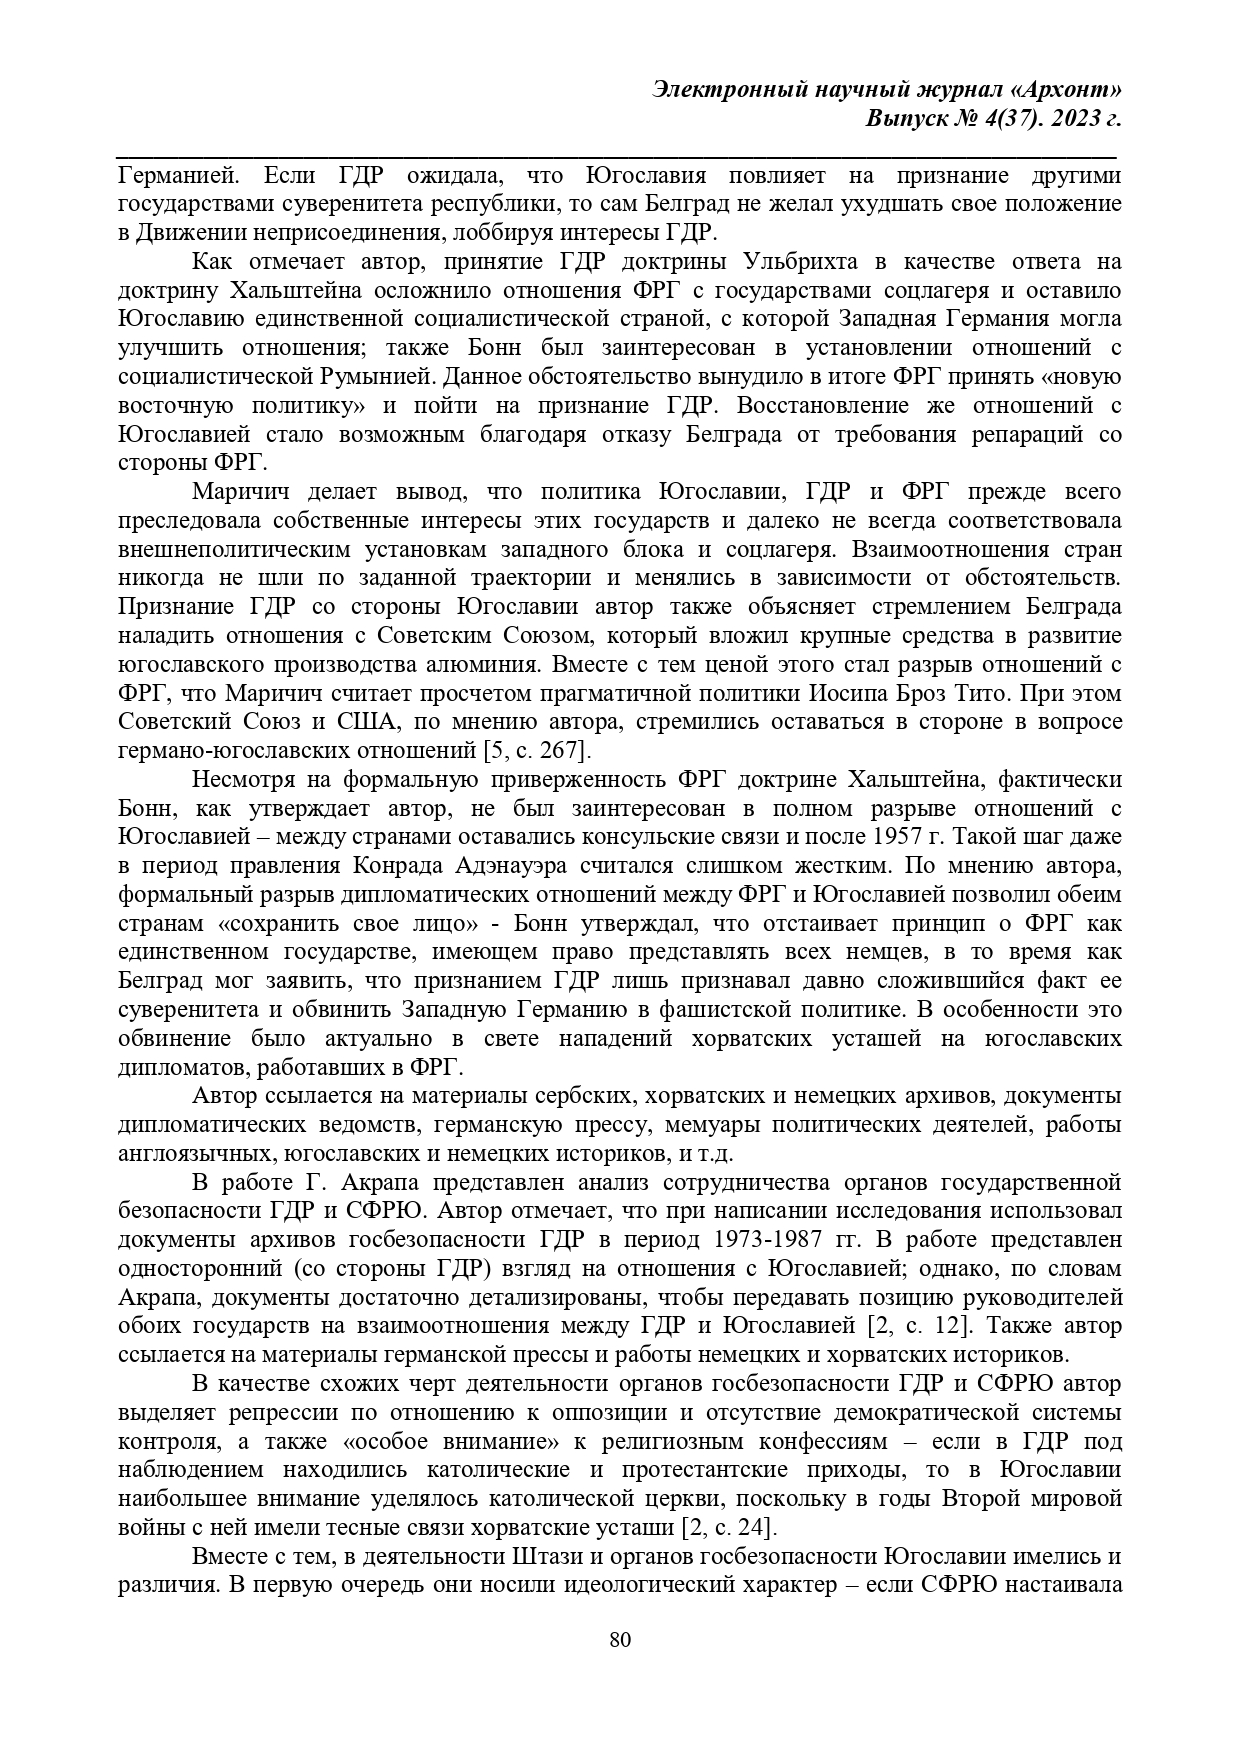 Электронный научный журнал «Архонт»
Выпуск № 4(37). 2023 г.
Германией. Если ГДР ожидала, что Югославия повлияет на признание другими
государствами суверенитета республики, то сам Белград не желал ухудшать свое положение
в Движении неприсоединения, лоббируя интересы ГДР.
Как отмечает автор, принятие ГДР доктрины Ульбрихта в качестве ответа на
доктрину Хальштейна осложнило отношения ФРГ с государствами соцлагеря и оставило
Югославию единственной социалистической страной, с которой Западная Германия могла
улучшить отношения; также Бонн был заинтересован в установлении отношений с
социалистической Румынией. Данное обстоятельство вынудило в итоге ФРГ принять «новую
восточную политику» и пойти на признание ГДР. Восстановление же отношений с
Югославией стало возможным благодаря отказу Белграда от требования репараций со
стороны ФРГ.
Маричич делает вывод, что политика Югославии, ГДР и ФРГ прежде всего
преследовала собственные интересы этих государств и далеко не всегда соответствовала
внешнеполитическим установкам западного блока и соцлагеря. Взаимоотношения стран
никогда не шли по заданной траектории и менялись в зависимости от обстоятельств.
Признание ГДР со стороны Югославии автор также объясняет стремлением Белграда
наладить отношения с Советским Союзом, который вложил крупные средства в развитие
югославского производства алюминия. Вместе с тем ценой этого стал разрыв отношений с
ФРГ, что Маричич считает просчетом прагматичной политики Иосипа Броз Тито. При этом
Советский Союз и США, по мнению автора, стремились оставаться в стороне в вопросе
германо-югославских отношений [5, с. 267].
Несмотря на формальную приверженность ФРГ доктрине Хальштейна, фактически
Бонн, как утверждает автор, не был заинтересован в полном разрыве отношений с
Югославией – между странами оставались консульские связи и после 1957 г. Такой шаг даже
в период правления Конрада Адэнауэра считался слишком жестким. По мнению автора,
формальный разрыв дипломатических отношений между ФРГ и Югославией позволил обеим
странам «сохранить свое лицо» - Бонн утверждал, что отстаивает принцип о ФРГ как
единственном государстве, имеющем право представлять всех немцев, в то время как
Белград мог заявить, что признанием ГДР лишь признавал давно сложившийся факт ее
суверенитета и обвинить Западную Германию в фашистской политике. В особенности это
обвинение было актуально в свете нападений хорватских усташей на югославских
дипломатов, работавших в ФРГ.
Автор ссылается на материалы сербских, хорватских и немецких архивов, документы
дипломатических ведомств, германскую прессу, мемуары политических деятелей, работы
англоязычных, югославских и немецких историков, и т.д.
В работе Г. Акрапа представлен анализ сотрудничества органов государственной
безопасности ГДР и СФРЮ. Автор отмечает, что при написании исследования использовал
документы архивов госбезопасности ГДР в период 1973-1987 гг. В работе представлен
односторонний (со стороны ГДР) взгляд на отношения с Югославией; однако, по словам
Акрапа, документы достаточно детализированы, чтобы передавать позицию руководителей
обоих государств на взаимоотношения между ГДР и Югославией [2, с. 12]. Также автор
ссылается на материалы германской прессы и работы немецких и хорватских историков.
В качестве схожих черт деятельности органов госбезопасности ГДР и СФРЮ автор
выделяет репрессии по отношению к оппозиции и отсутствие демократической системы
контроля, а также «особое внимание» к религиозным конфессиям – если в ГДР под
наблюдением находились католические и протестантские приходы, то в Югославии
наибольшее внимание уделялось католической церкви, поскольку в годы Второй мировой
войны с ней имели тесные связи хорватские усташи [2, с. 24].
Вместе с тем, в деятельности Штази и органов госбезопасности Югославии имелись и
различия. В первую очередь они носили идеологический характер – если СФРЮ настаивала
80